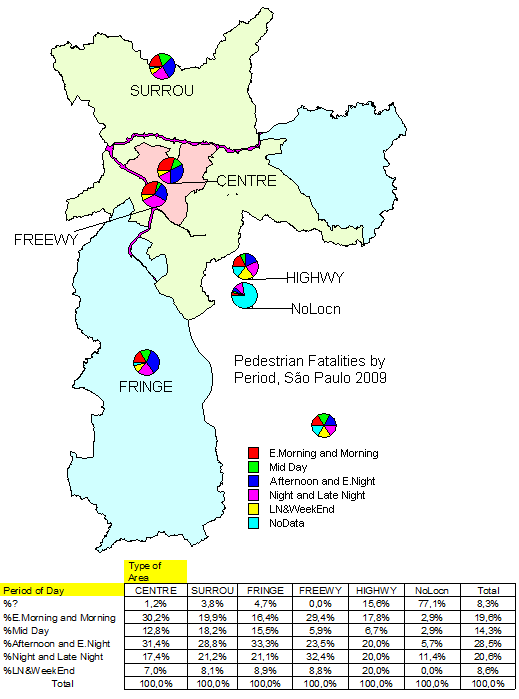 SURROU
CENTRE
FREEWY
HIGHWY
NoLocn
FRINGE
Pedestrian Fatalities by
Period, São Paulo 2009
E.Morning and Morning
Mid Day
Afternoon and E.Night
Night and Late Night
LN&WeekEnd
NoData
Type of
Area
Period of Day CENTRE SURROU FRINGE FREEWY HIGHWY NoLocn Total
%? 1,2% 3,8% 4,7% 0,0% 15,6% 77,1% 8,3%
%E.Morning and Morning 30,2% 19,9% 16,4% 29,4% 17,8% 2,9% 19,6%
%Mid Day 12,8% 18,2% 15,5% 5,9% 6,7% 2,9% 14,3%
%Afternoon and E.Night 31,4% 28,8% 33,3% 23,5% 20,0% 5,7% 28,5%
%Night and Late Night 17,4% 21,2% 21,1% 32,4% 20,0% 11,4% 20,6%
%LN&WeekEnd 7,0% 8,1% 8,9% 8,8% 20,0% 0,0% 8,6%
Total 100,0% 100,0% 100,0% 100,0% 100,0% 100,0% 100,0%